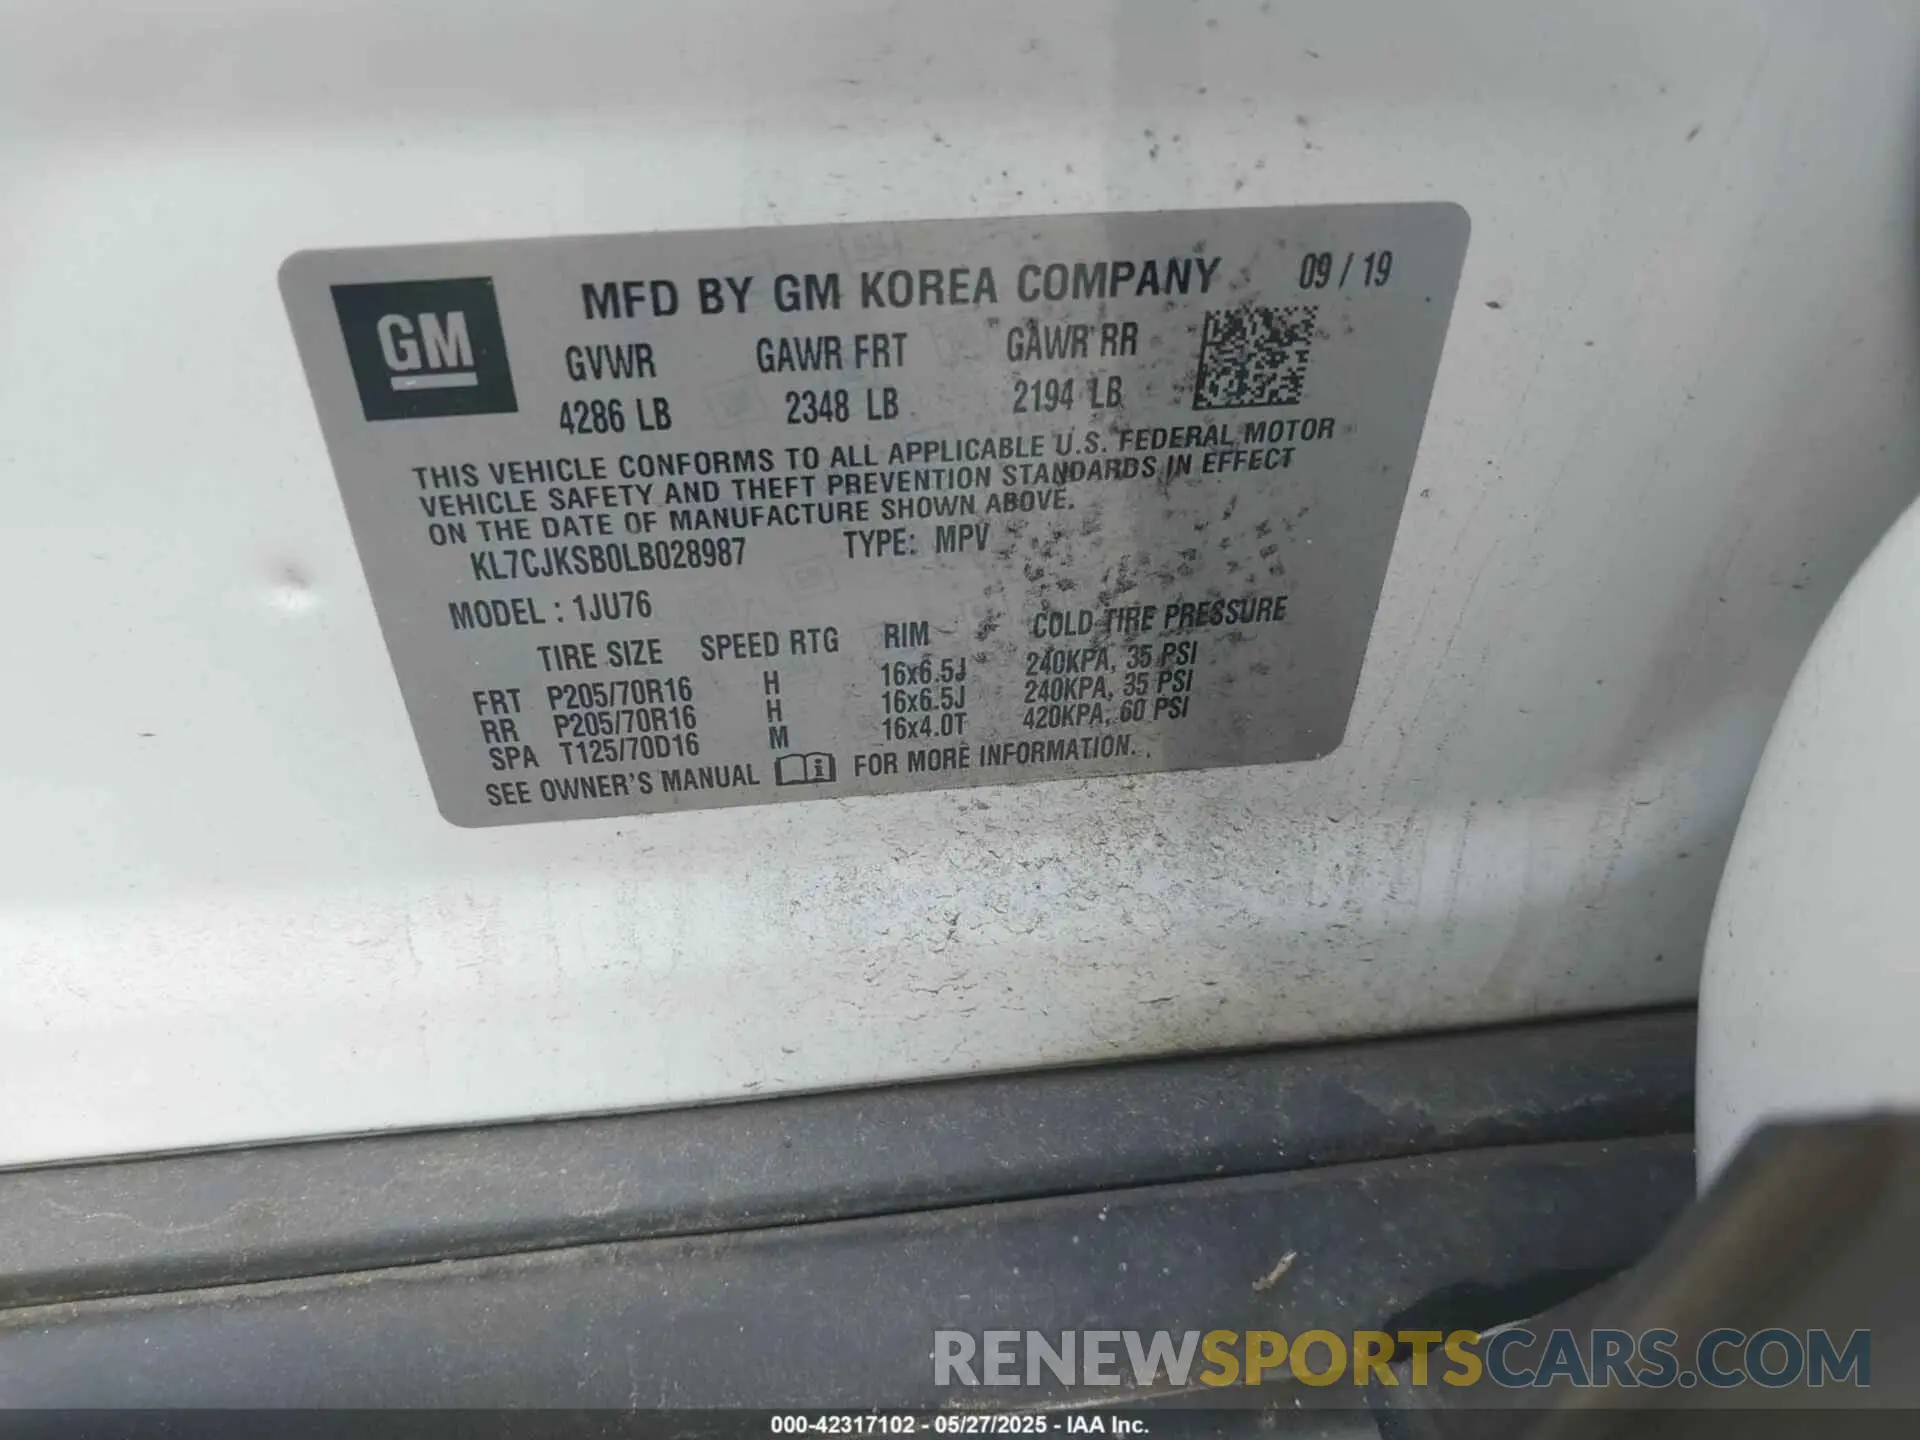 GM
MFD BY GM KOREA COMPANY 09 / 19
GVWR GAWR FRT GAWR RR
4286 LB 2348 LB 2194 LB
THIS VEHICLE CONFORMS TO ALL APPLICABLE U.S. FEDERAL MOTOR
VEHICLE SAFETY AND THEFT PREVENTION STANDARDS IN EFFECT
ON THE DATE OF MANUFACTURE SHOWN ABOVE.
KL7CJKSB0LB028987 TYPE: MPV
MODEL : 1JU76
TIRE SIZE SPEED RTG RIM COLD TIRE PRESSURE
FRT P205/70R16 H 16x6.5J 240KPA, 35 PSI
RR P205/70R16 H 16x6.5J 240KPA, 35 PSI
SPA T125/70D16 M 16x4.0T 420KPA, 60 PSI
SEE OWNER'S MANUAL FOR MORE INFORMATION.
RENEWSPORTSCARS.COM
000-42317102 - 05/27/2025 - IAA Inc.